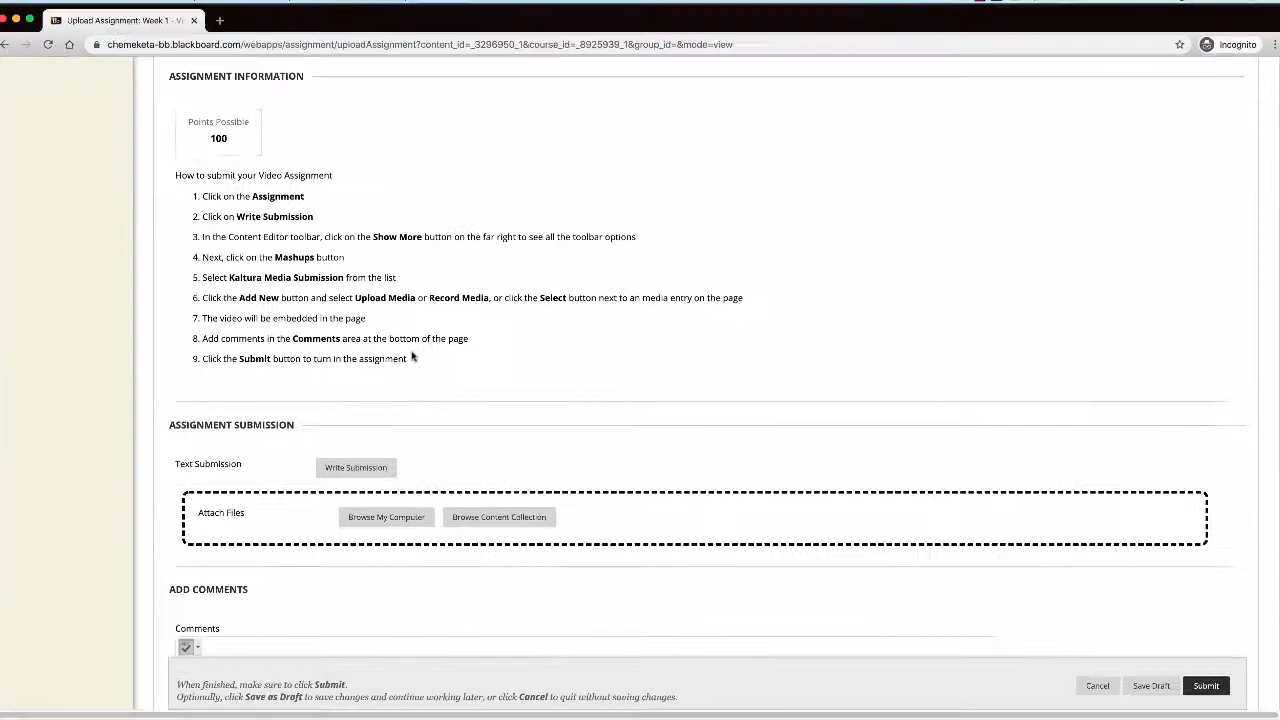 Upload Assignment: Week 1 - Vi
chemeketa-bb.blackboard.com/webapps/assignment/uploadAssignment?content_id=_3296950_1&course_id=_8925939_1&group_id=&mode=view
Incognito
ASSIGNMENT INFORMATION
Points Possible
100
How to submit your Video Assignment
1. Click on the Assignment
2. Click on Write Submission
3. In the Content Editor toolbar, click on the Show More button on the far right to see all the toolbar options
4. Next, click on the Mashups button
5. Select Kaltura Media Submission from the list
6. Click the Add New button and select Upload Media or Record Media, or click the Select button next to an media entry on the page
7. The video will be embedded in the page
8. Add comments in the Comments area at the bottom of the page
9. Click the Submit button to turn in the assignment
ASSIGNMENT SUBMISSION
Text Submission
Write Submission
Attach Files
Browse My Computer
Browse Content Collection
ADD COMMENTS
Comments
When finished, make sure to click Submit.
Optionally, click Save as Draft to save changes and continue working later, or click Cancel to quit without saving changes.
Cancel
Save Draft
Submit